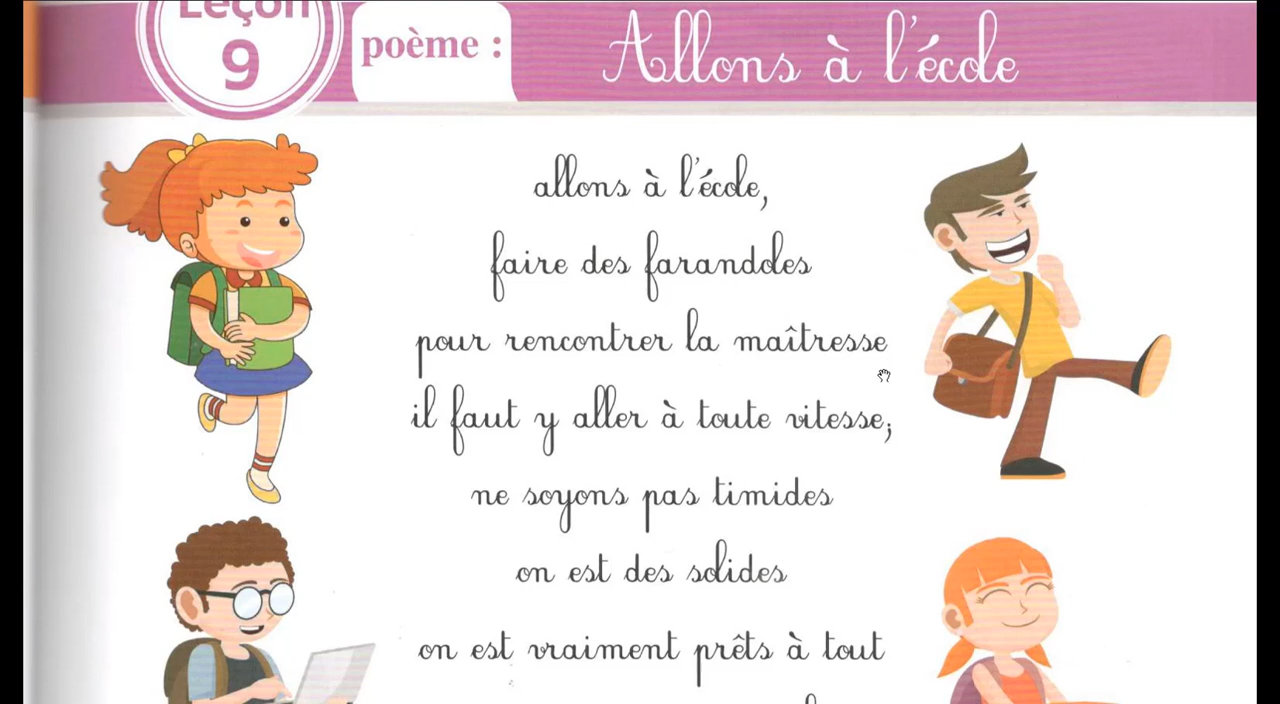 Leçon
9
poème :
Allons à l'école
allons à l'école,
faire des farandoles
pour rencontrer la maîtresse
il faut y aller à toute vitesse;
ne soyons pas timides
on est des solides
on est vraiment prêts à tout